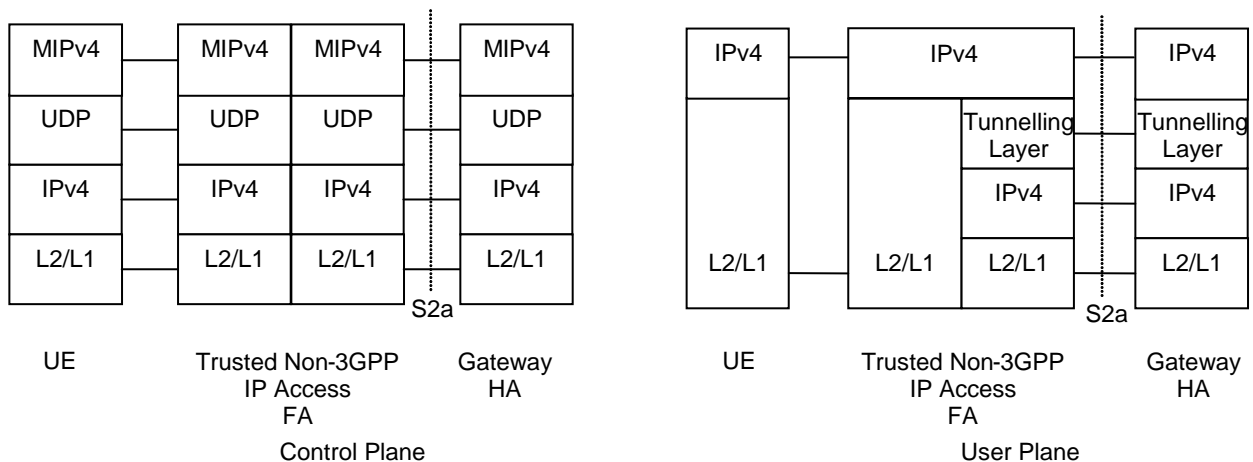 MIPv4 MIPv4 MIPv4 MIPv4
UDP UDP UDP UDP
IPv4 IPv4 IPv4 IPv4
L2/L1 L2/L1 L2/L1 L2/L1
S2a
UE
Trusted Non-3GPP
IP Access
FA
Gateway
HA
Control Plane
IPv4 IPv4 IPv4
Tunnelling
Layer
Tunnelling
Layer
IPv4 IPv4
L2/L1 L2/L1 L2/L1 L2/L1
S2a
UE
Trusted Non-3GPP
IP Access
FA
Gateway
HA
User Plane